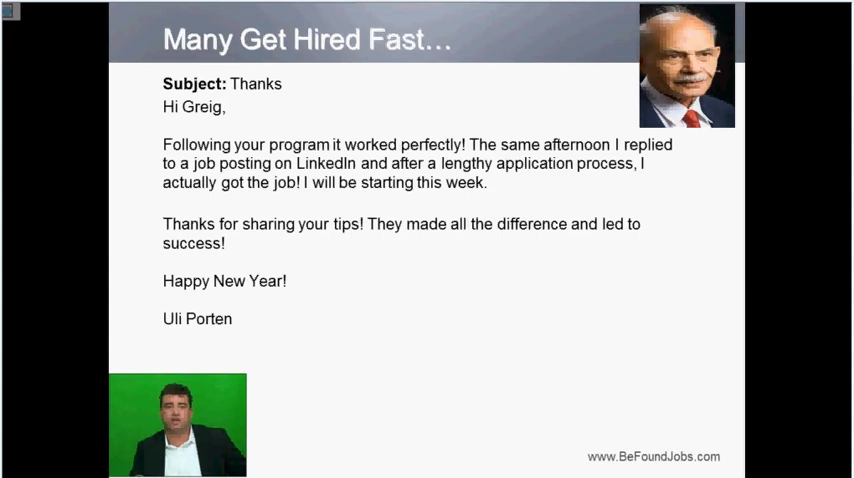 Many Get Hired Fast...
Subject: Thanks
Hi Greig,
Following your program it worked perfectly! The same afternoon I replied
to a job posting on LinkedIn and after a lengthy application process, I
actually got the job! I will be starting this week.
Thanks for sharing your tips! They made all the difference and led to
success!
Happy New Year!
Uli Porten
www.BeFoundJobs.com